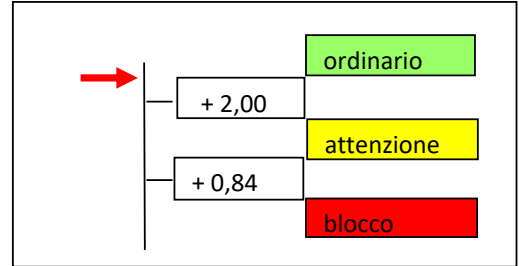 ordinario
+ 2,00
attenzione
+ 0,84
blocco